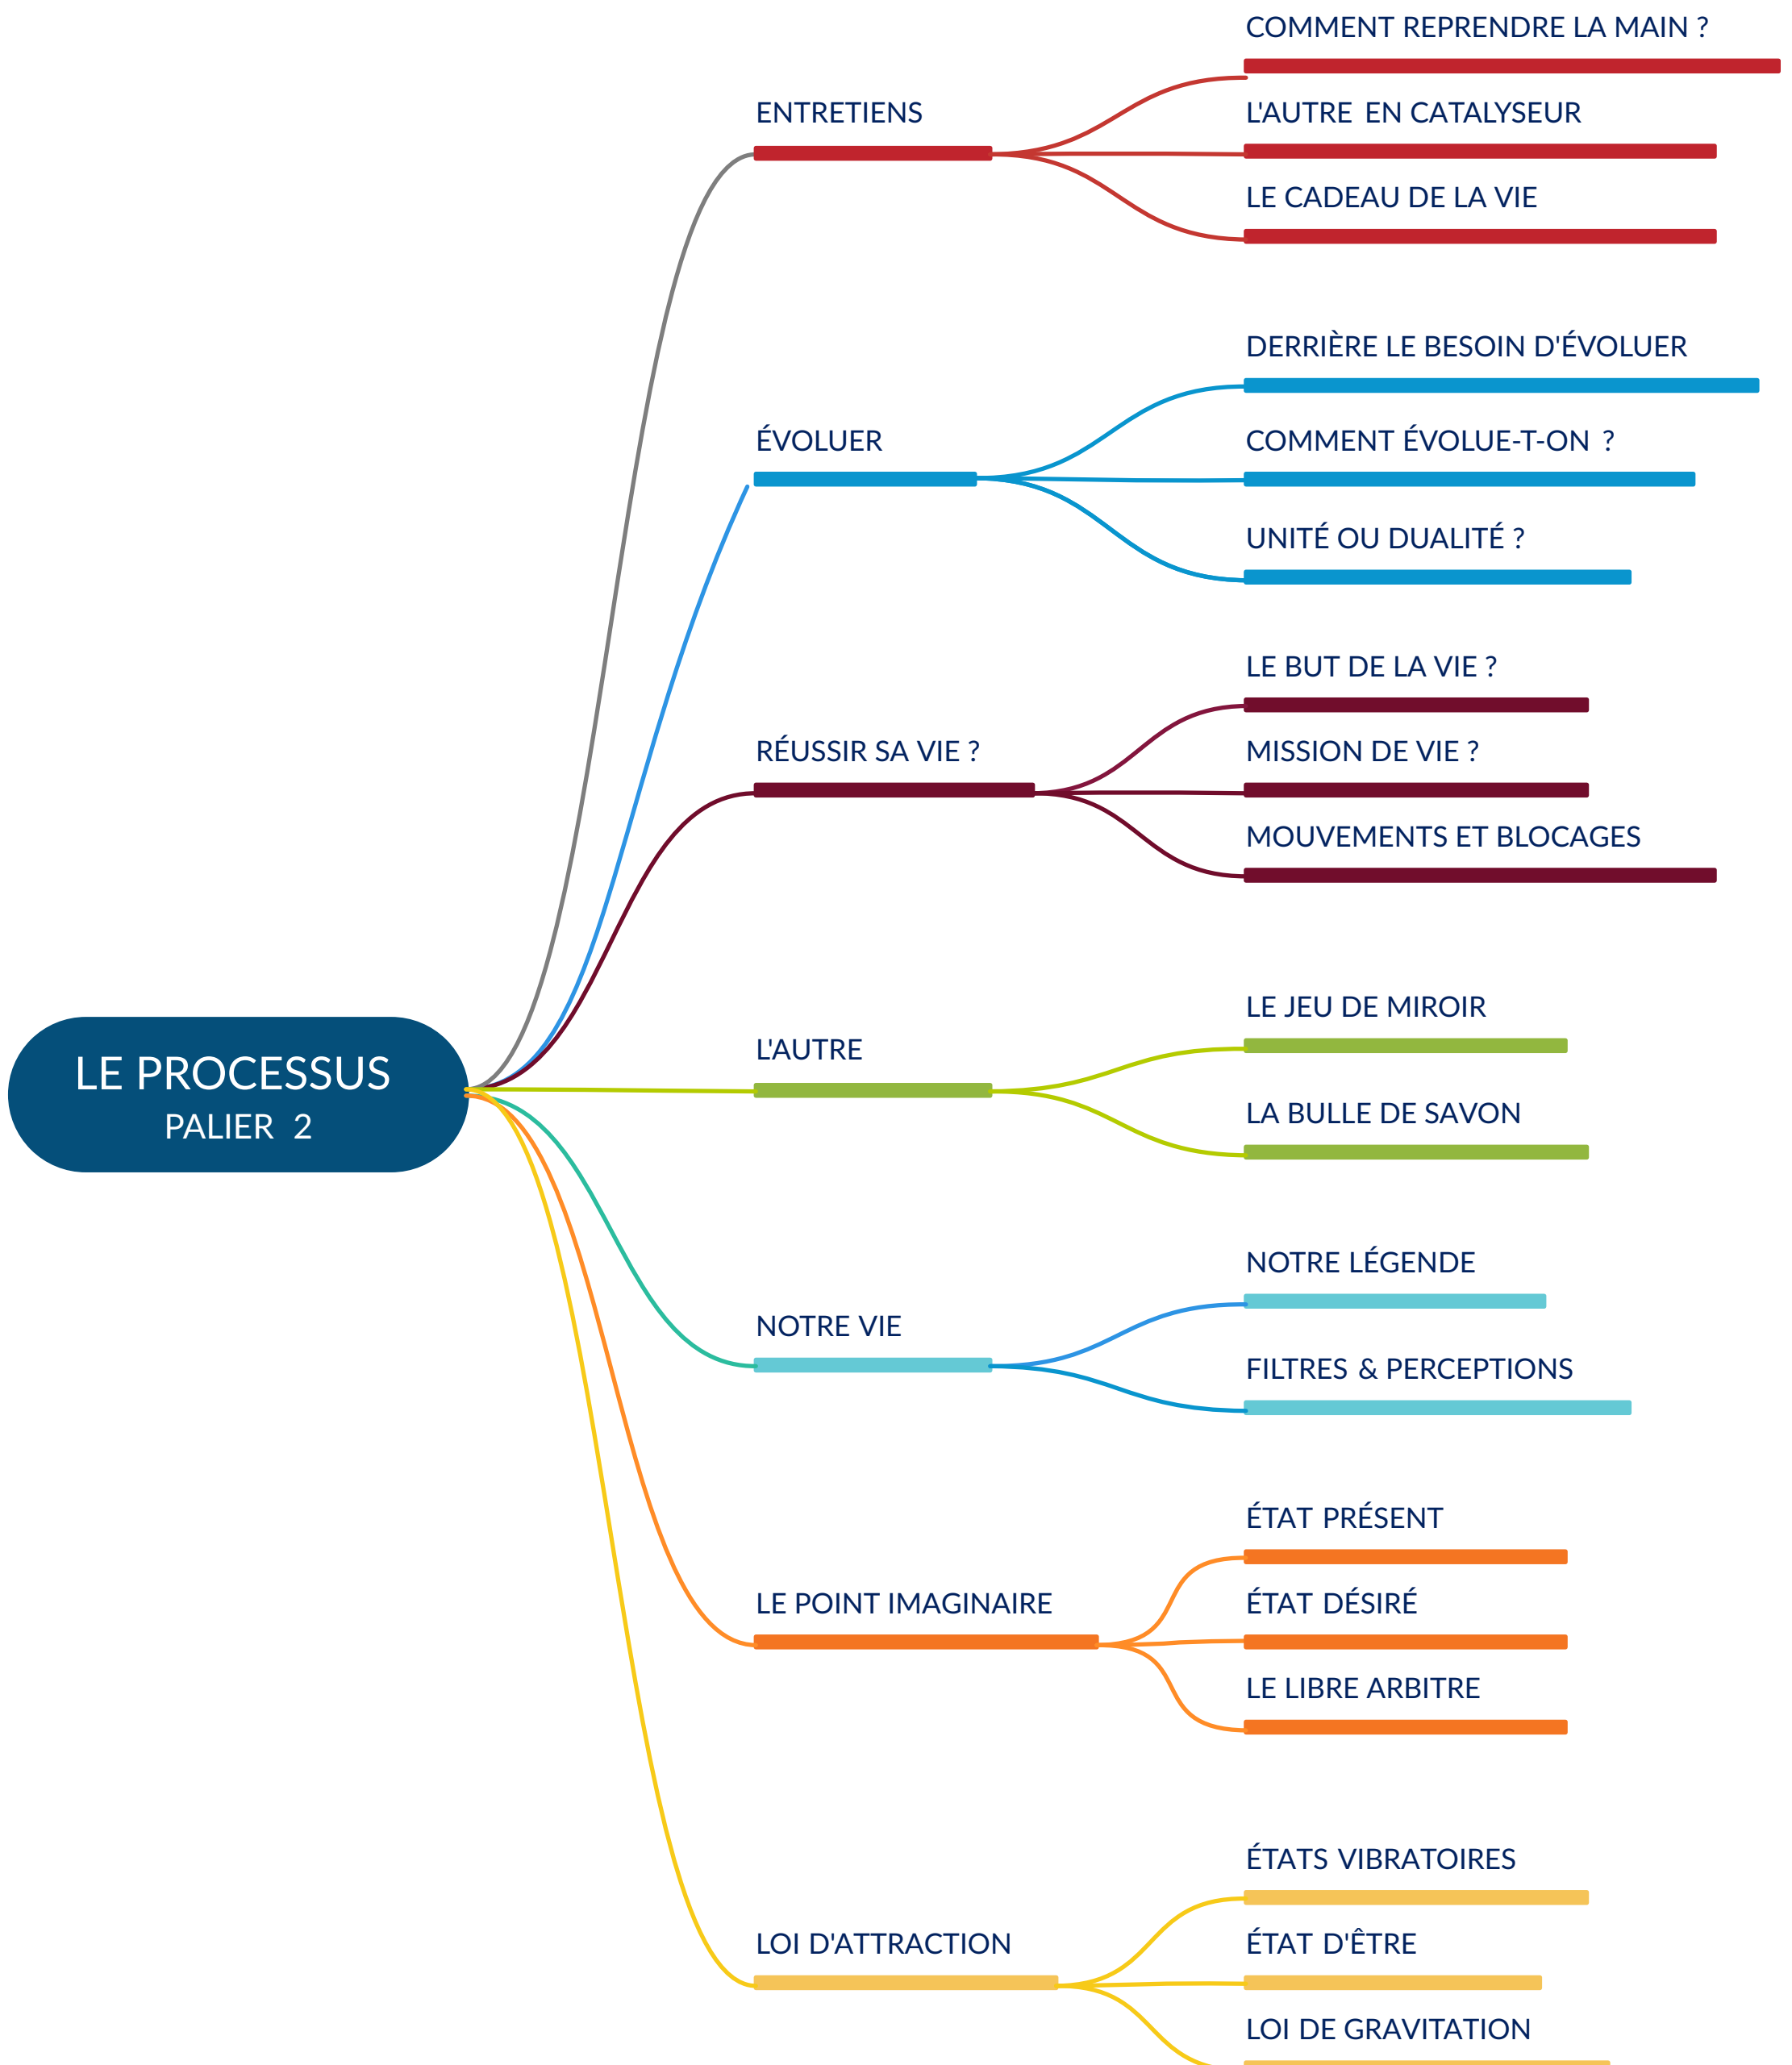 LE PROCESSUS
PALIER 2
ENTRETIENS
COMMENT REPRENDRE LA MAIN ?
L'AUTRE EN CATALYSEUR
LE CADEAU DE LA VIE
ÉVOLUER
DERRIÈRE LE BESOIN D'ÉVOLUER
COMMENT ÉVOLUE-T-ON ?
UNITÉ OU DUALITÉ ?
RÉUSSIR SA VIE ?
LE BUT DE LA VIE ?
MISSION DE VIE ?
MOUVEMENTS ET BLOCAGES
L'AUTRE
LE JEU DE MIROIR
LA BULLE DE SAVON
NOTRE VIE
NOTRE LÉGENDE
FILTRES & PERCEPTIONS
LE POINT IMAGINAIRE
ÉTAT PRÉSENT
ÉTAT DÉSIRÉ
LE LIBRE ARBITRE
LOI D'ATTRACTION
ÉTATS VIBRATOIRES
ÉTAT D'ÊTRE
LOI DE GRAVITATION